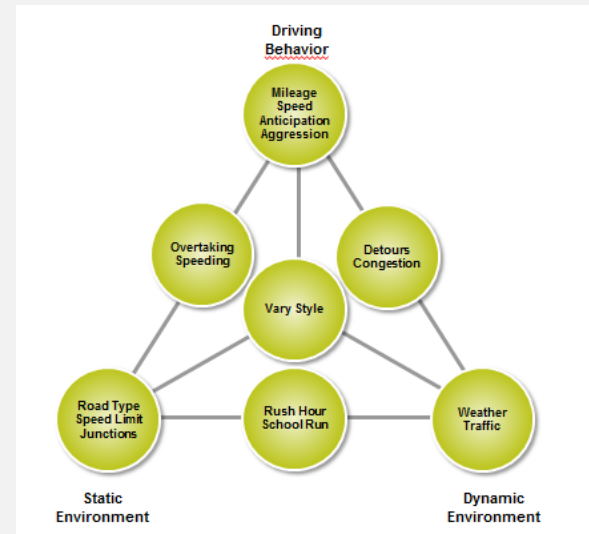 Driving
Behavior
Mileage
Speed
Anticipation
Aggression
Overtaking
Speeding
Detours
Congestion
Vary Style
Road Type
Speed Limit
Junctions
Rush Hour
School Run
Weather
Traffic
Static
Environment
Dynamic
Environment